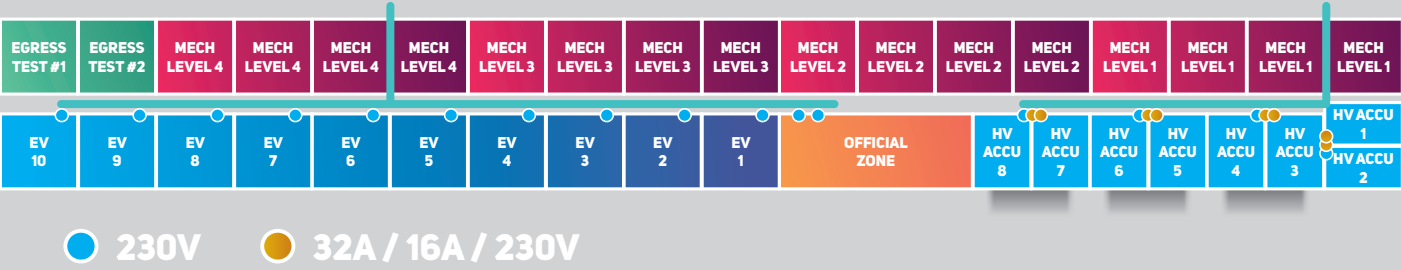 EGRESS
TEST #1
EGRESS
TEST #2
MECH
LEVEL 4
MECH
LEVEL 4
MECH
LEVEL 4
MECH
LEVEL 4
MECH
LEVEL 3
MECH
LEVEL 3
MECH
LEVEL 3
MECH
LEVEL 3
MECH
LEVEL 2
MECH
LEVEL 2
MECH
LEVEL 2
MECH
LEVEL 2
MECH
LEVEL 1
MECH
LEVEL 1
MECH
LEVEL 1
MECH
LEVEL 1
EV
10
EV
9
EV
8
EV
7
EV
6
EV
5
EV
4
EV
3
EV
2
EV
1
OFFICIAL
ZONE
HV
ACCU
8
HV
ACCU
7
HV
ACCU
6
HV
ACCU
5
HV
ACCU
4
HV
ACCU
3
HV ACCU
1
HV ACCU
2
230V
32A / 16A / 230V